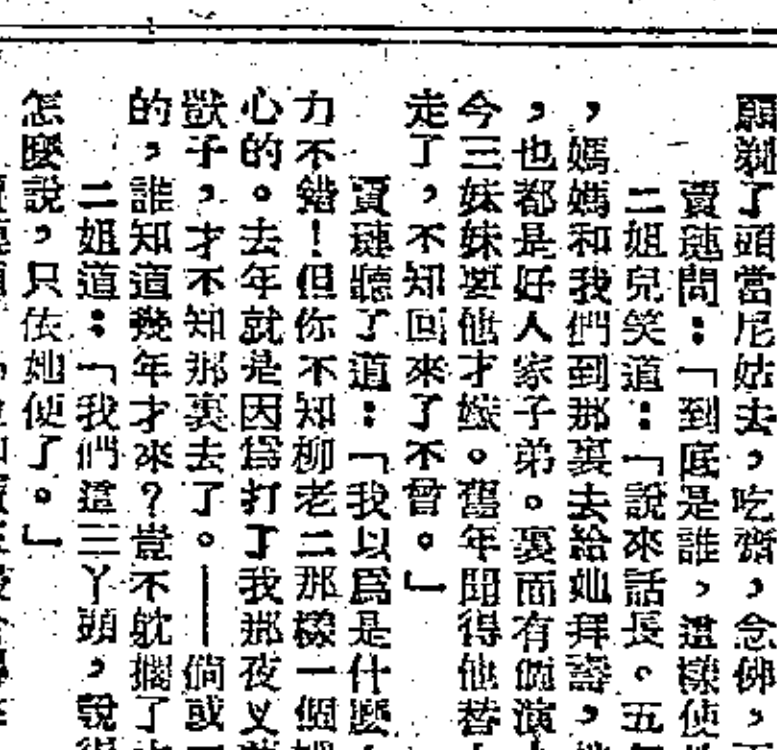 願剃了頭當尼姑去，吃齋，念佛，
賈璉問：「到底是誰，這樣使
二姐兒笑道：「說來話長。五
，媽媽和我們到那裏去給她拜壽，
，也都是好人家子弟。裏面有個演
今三妹妹要他才嫁。舊年聞得他替
走了，不知回來了不曾。」
賈璉聽了道：「我以爲是什麼
力不錯！但你不知柳老二那樣一個
心的。去年就是因爲打了我那夜叉
獃子，才不知那裏去了。——倘或
的，誰知道幾年才來？豈不躭擱了
二姐道：「我們這三丫頭，說
怎麼說，只依她便了。」